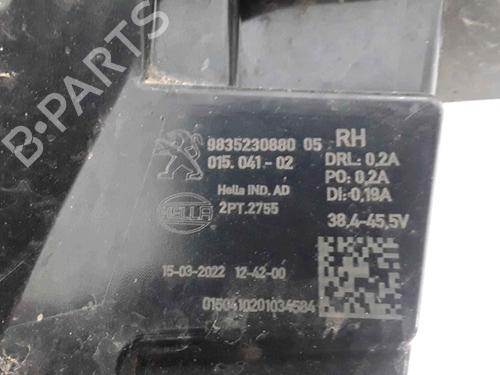 9835230880 05 RH
015.041-02 DRL: 0,2A
PO: 0,2A
Hella IND. AD DI: 0,19A
HELLA 2PT.2755
38,4-45,5V
15-03-2022 12-42-00
0150410201034584
B-PARTS